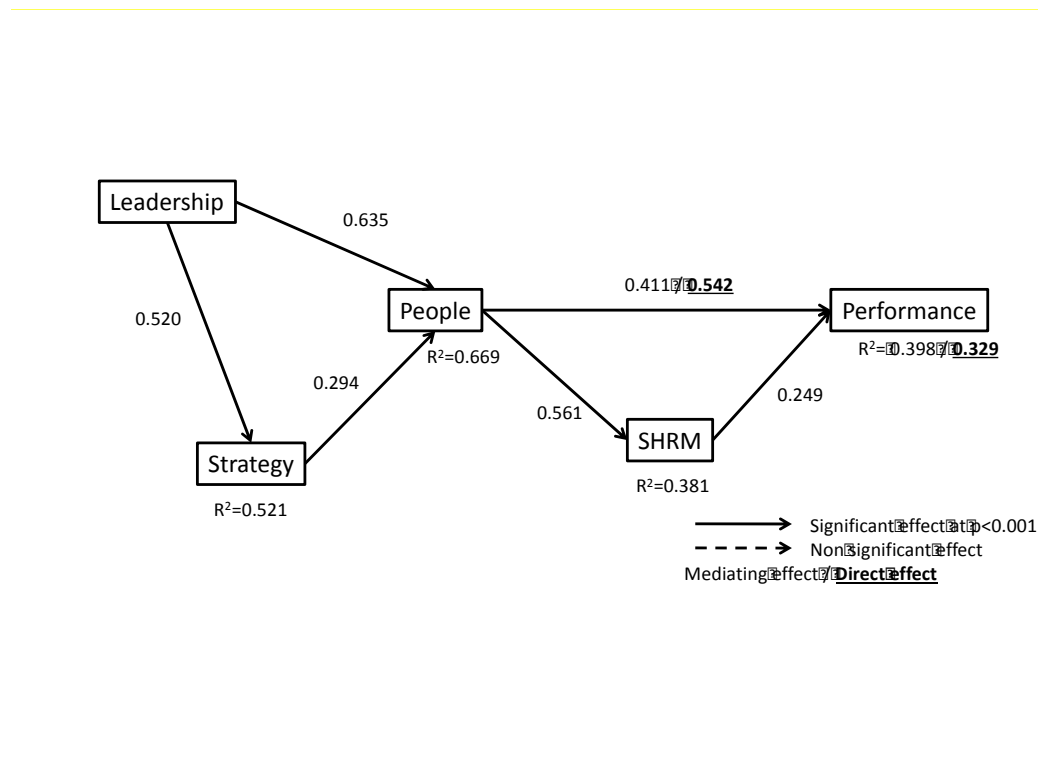 Leadership
0.635
0.411 / 0.542
People
Performance
0.520
R²=0.669
R²= 0.398 / 0.329
0.294
0.249
0.561
SHRM
Strategy
R²=0.381
R²=0.521
Significant effect at p<0.001
Non significant effect
Mediating effect / Direct effect